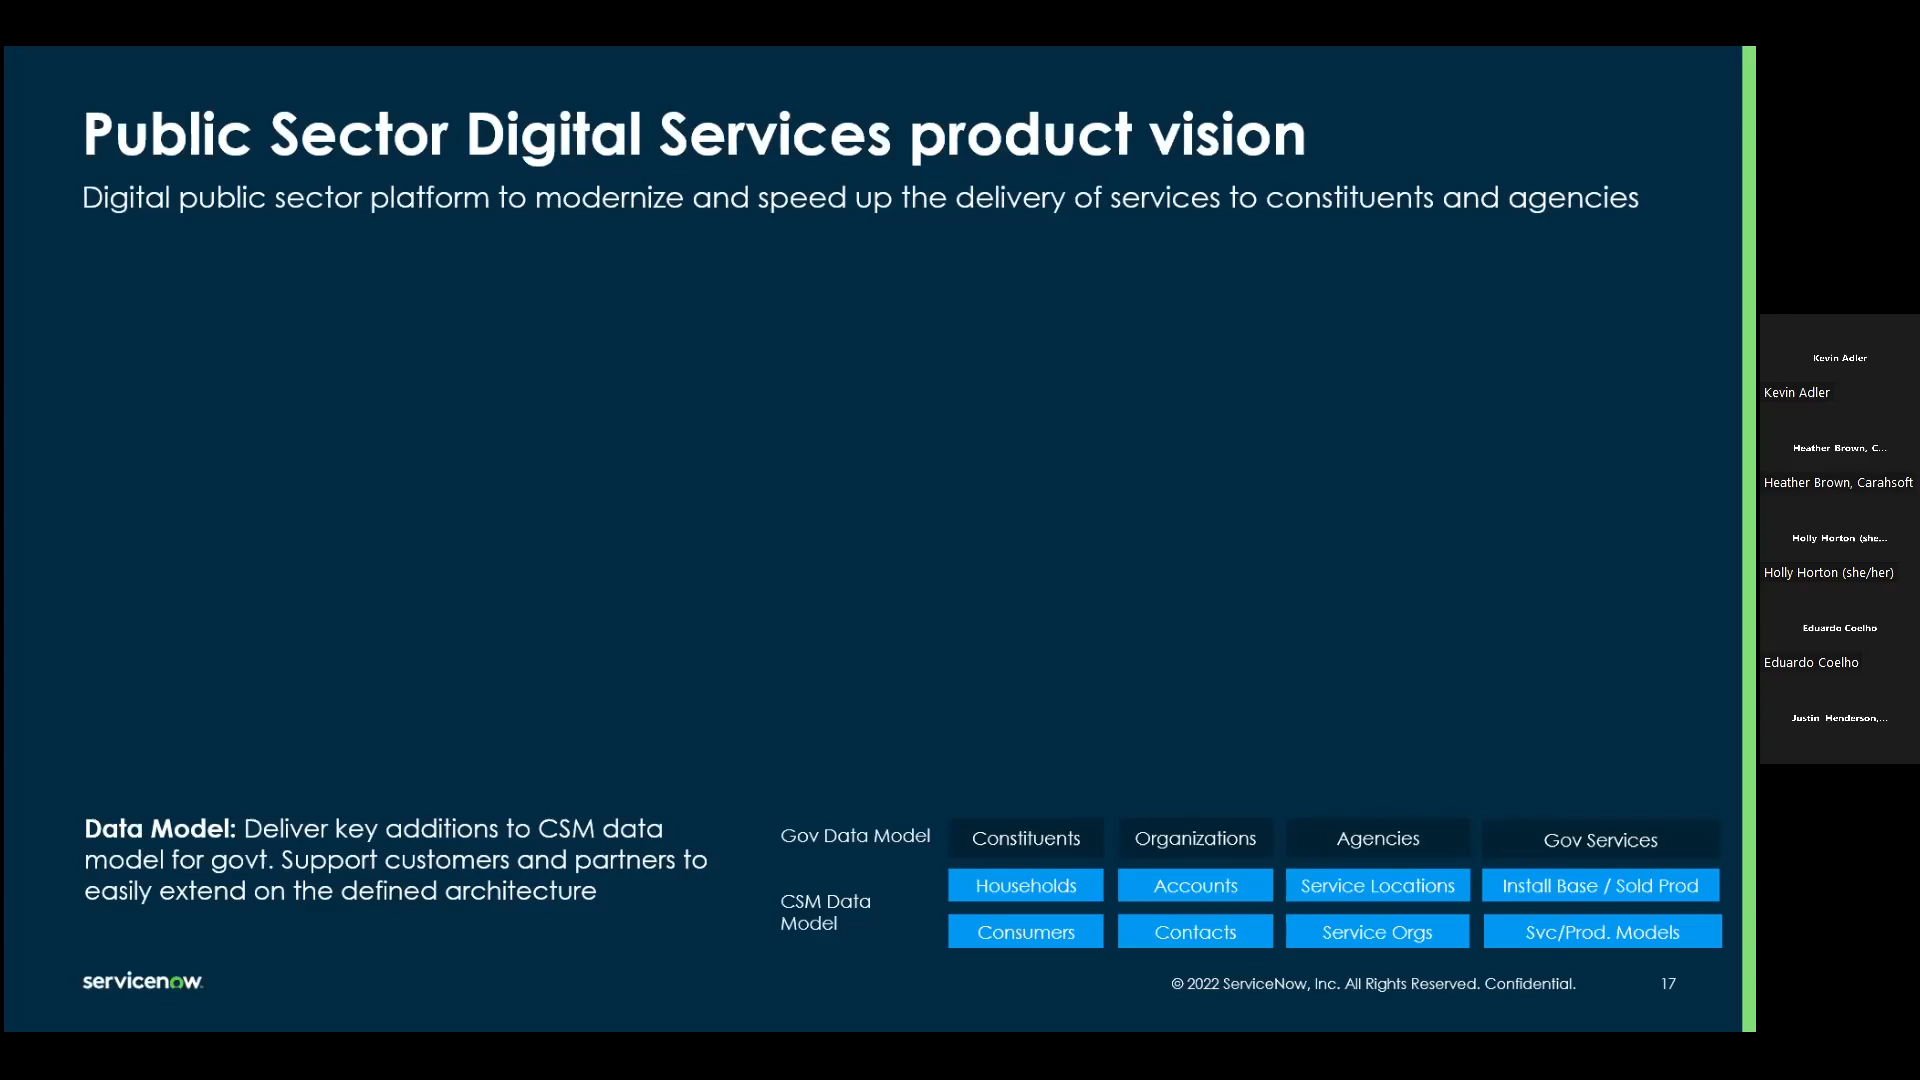 Public Sector Digital Services product vision
Digital public sector platform to modernize and speed up the delivery of services to constituents and agencies
Data Model: Deliver key additions to CSM data
model for govt. Support customers and partners to
easily extend on the defined architecture
Gov Data Model
Constituents
Organizations
Agencies
Gov Services
CSM Data
Model
Households
Accounts
Service Locations
Install Base / Sold Prod
Consumers
Contacts
Service Orgs
Svc/Prod. Models
servicenow
© 2022 ServiceNow, Inc. All Rights Reserved. Confidential.
17
Kevin Adler
Kevin Adler
Heather Brown, C...
Heather Brown, Carahsoft
Holly Horton (she...
Holly Horton (she/her)
Eduardo Coelho
Eduardo Coelho
Justin Henderson,...